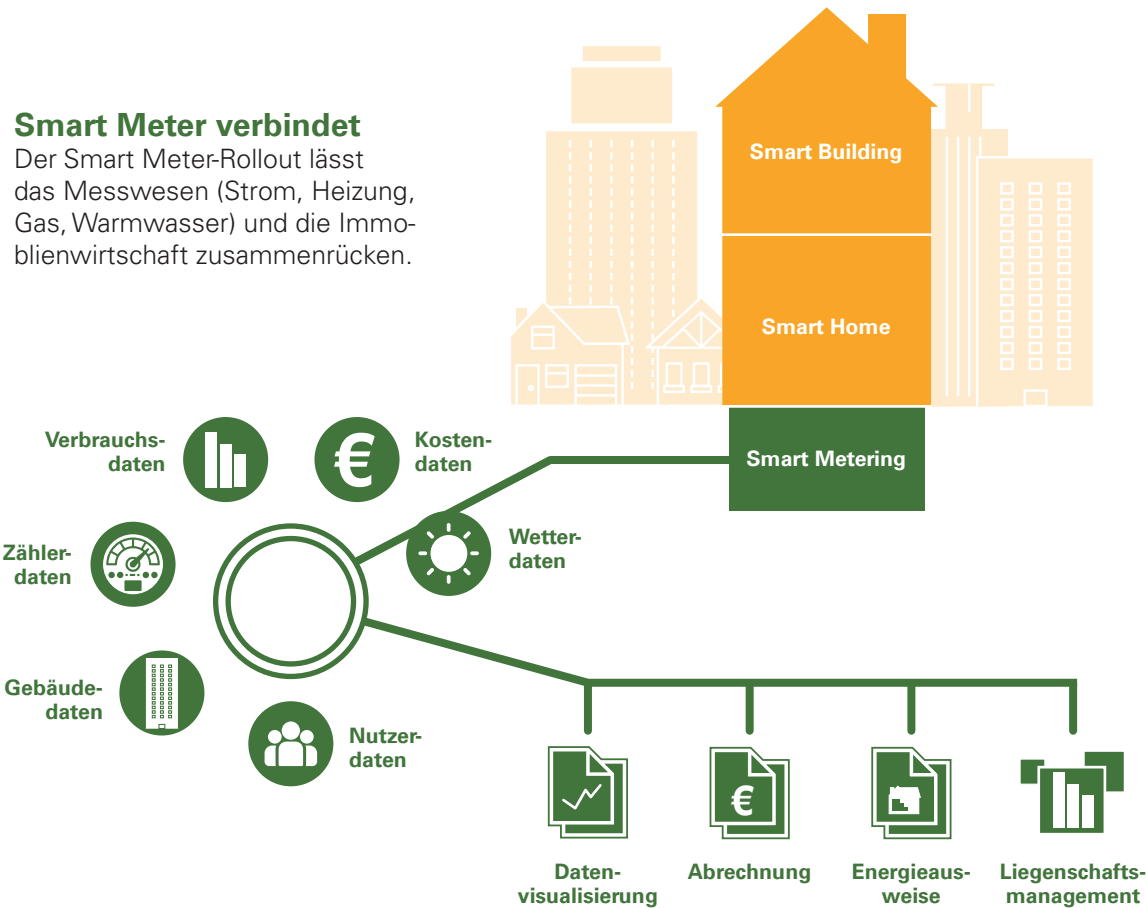 Smart Meter verbindet
Der Smart Meter-Rollout lässt
das Messwesen (Strom, Heizung,
Gas, Warmwasser) und die Immo-
blienwirtschaft zusammenrücken.
Smart Building
Smart Home
Smart Metering
Verbrauchs-
daten
€
Kosten-
daten
Wetter-
daten
Zähler-
daten
Gebäude-
daten
Nutzer-
daten
€
Daten-
visualisierung
Abrechnung
Energieaus-
weise
Liegenschafts-
management